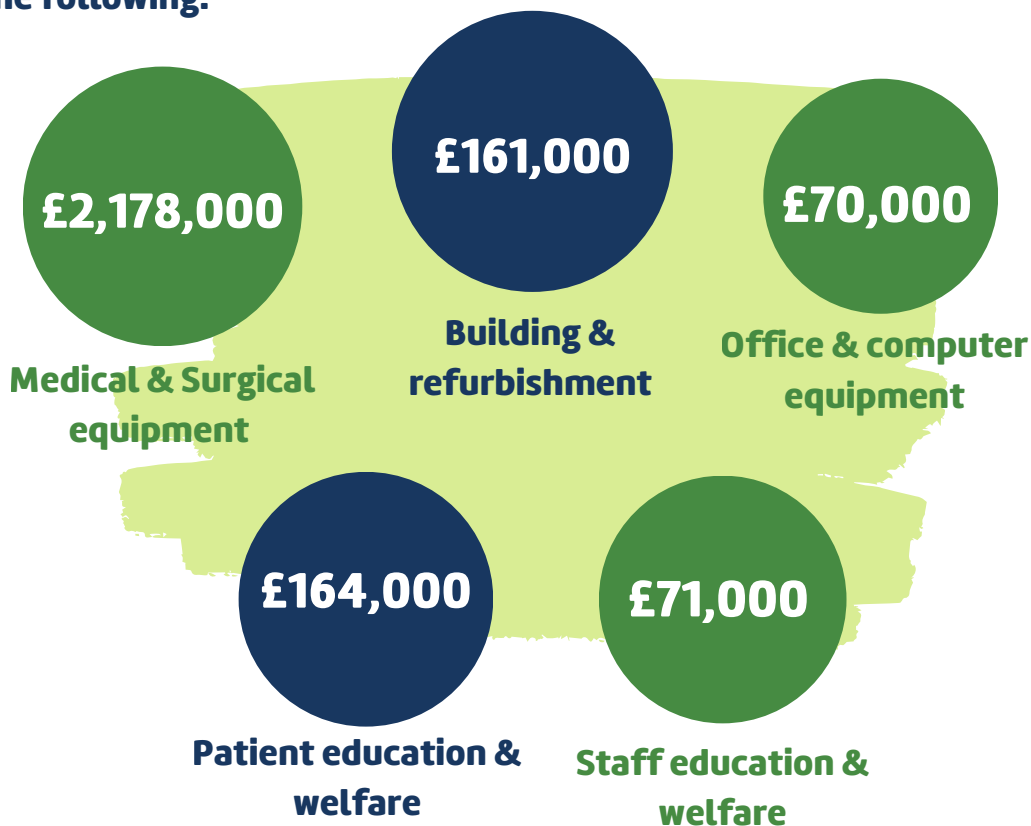 following:
£2,178,000
Medical & Surgical
equipment
£161,000
Building &
refurbishment
£70,000
Office & computer
equipment
£164,000
Patient education &
welfare
£71,000
Staff education &
welfare